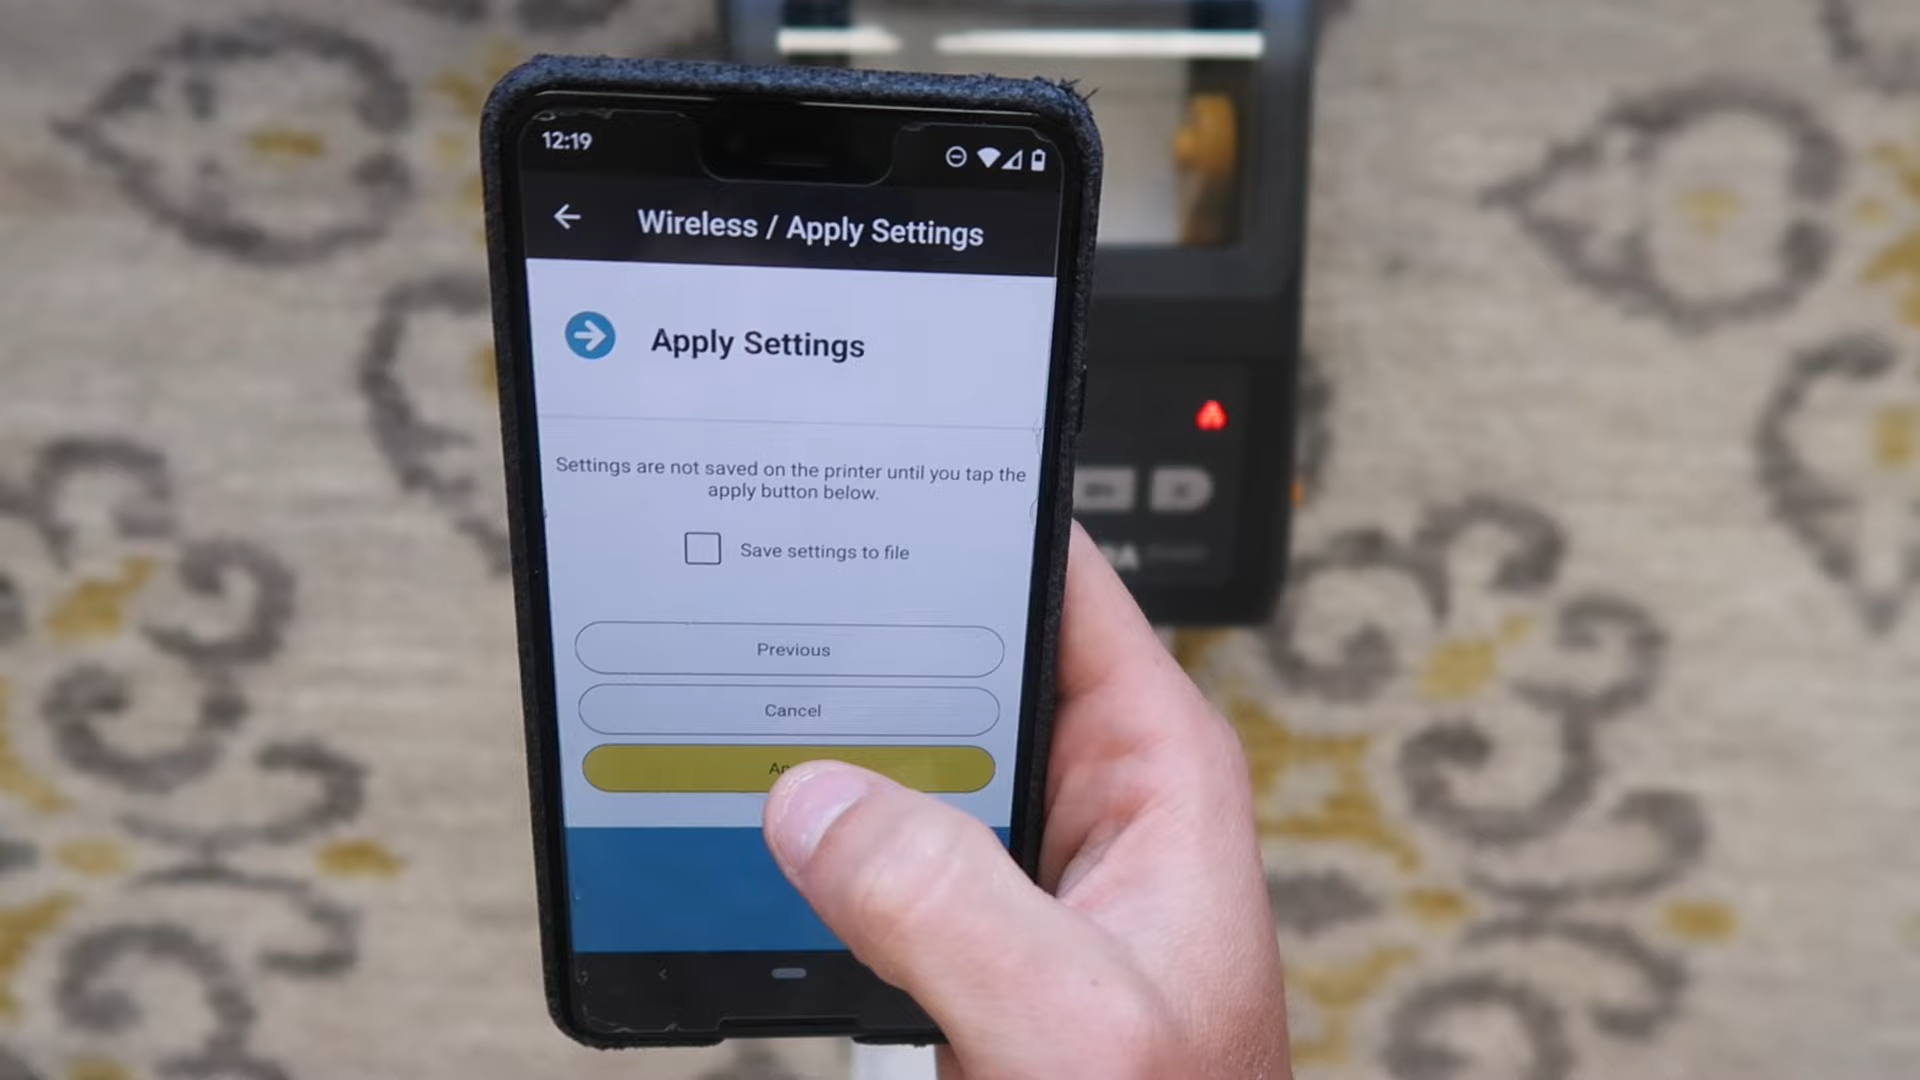 12:19
Wireless / Apply Settings
Apply Settings
Settings are not saved on the printer until you tap the
apply button below.
Save settings to file
Previous
Cancel